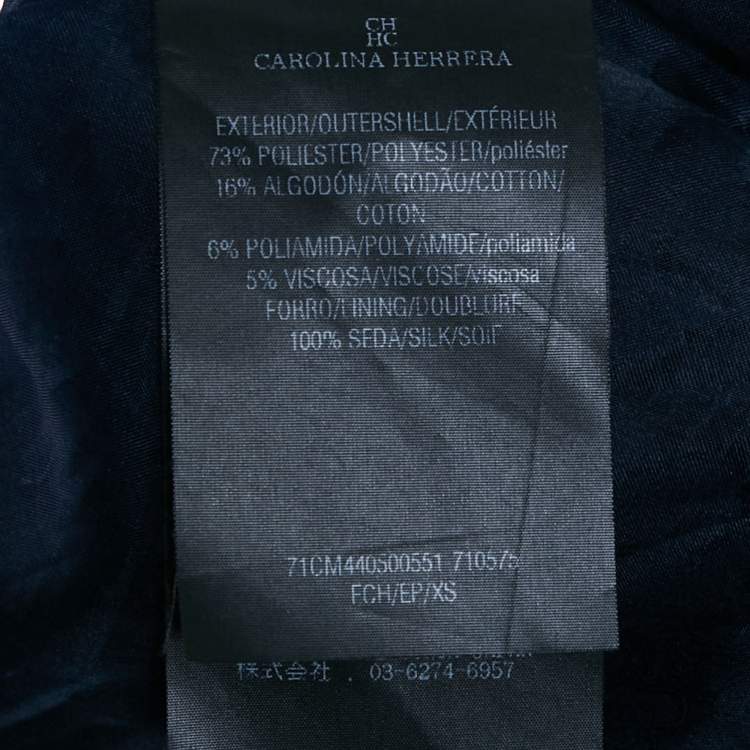 CH
HC
CAROLINA HERRERA
EXTERIOR/OUTERSHELL/EXTÉRIEUR
73% POLIESTER/POLYESTER/poliéster
16% ALGODÓN/ALGODÃO/COTTON/
COTON
6% POLIAMIDA/POLYAMIDE/poliamida
5% VISCOSA/VISCOSE/viscosa
FORRO/LINING/DOUBLURE
100% SEDA/SILK/SOIE
71CM440S00551 710575
FCH/EP/XS
株式会社 . 03-6274-6957